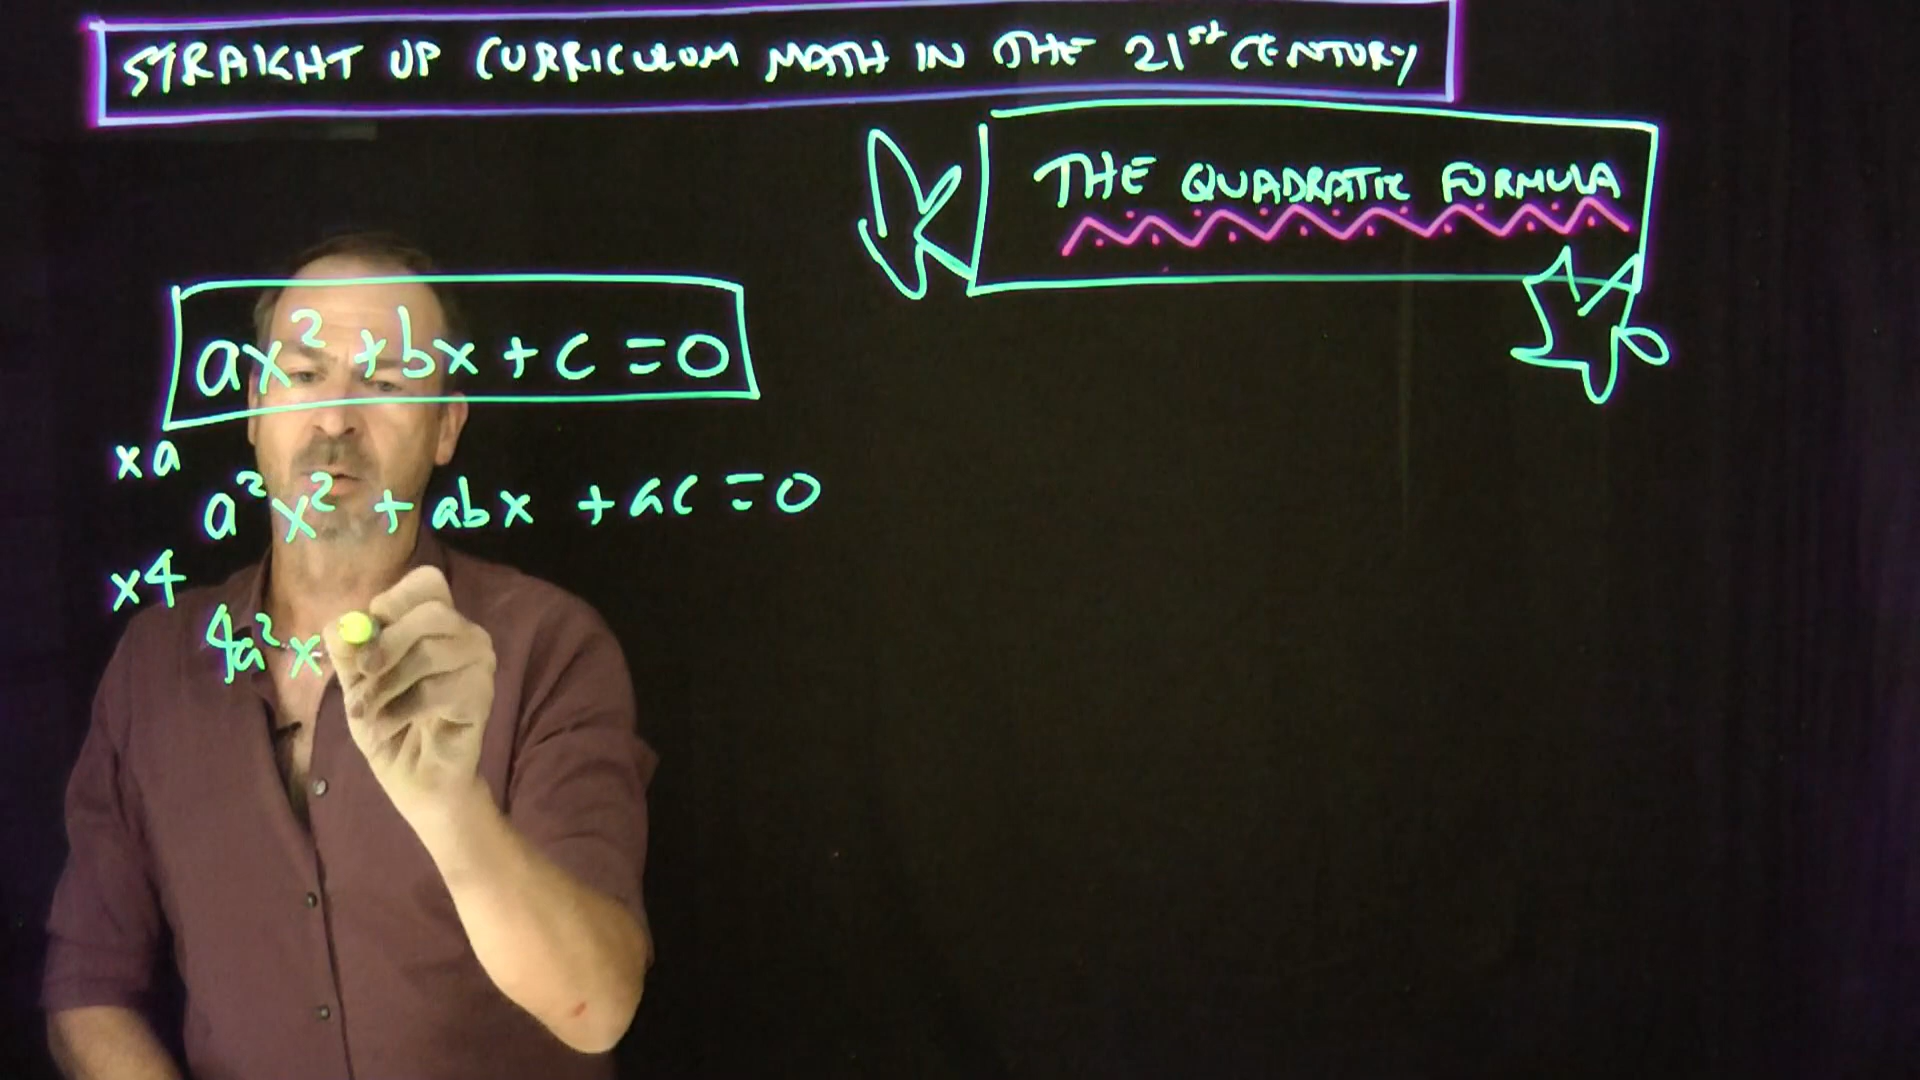 STRAIGHT UP CURRICULUM MATH IN THE 21st CENTURY
THE QUADRATIC FORMULA
ax² + bx + c = 0
x a
a²x² + abx + ac = 0
x 4
4a²x